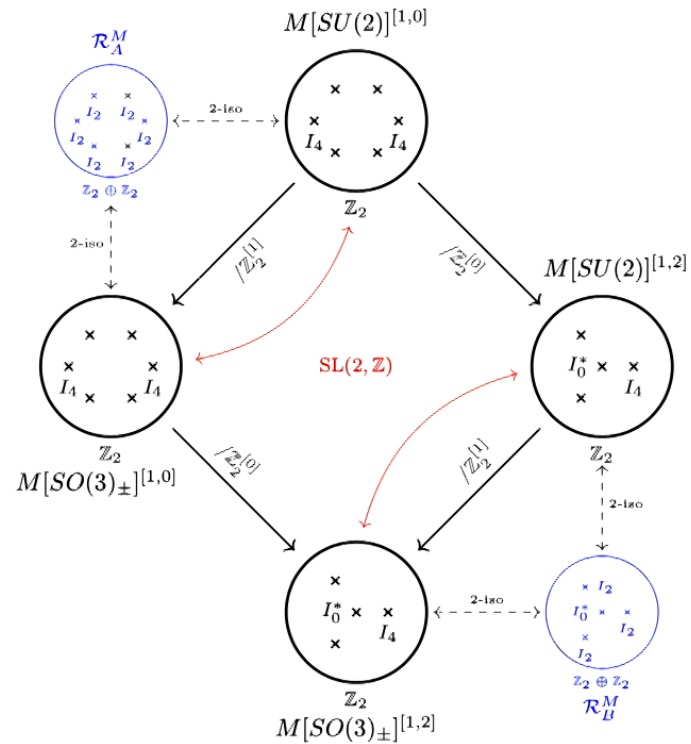 M[SU(2)]^{[1,0]}
𝓡_A^M
I_2 I_2
I_2 I_2
I_2 I_2
ℤ_2 ⊕ ℤ_2
2-iso
I_4 I_4
ℤ_2
2-iso
/ℤ_2^{[1]}
/ℤ_2^{[0]}
M[SU(2)]^{[1,2]}
I_4 I_4
ℤ_2
M[SO(3)_±]^{[1,0]}
SL(2, ℤ)
I_0^* I_4
ℤ_2
/ℤ_2^{[0]}
/ℤ_2^{[1]}
2-iso
I_0^* I_4
ℤ_2
M[SO(3)_±]^{[1,2]}
2-iso
I_2
I_0^* I_2
I_2
ℤ_2 ⊕ ℤ_2
𝓡_B^M